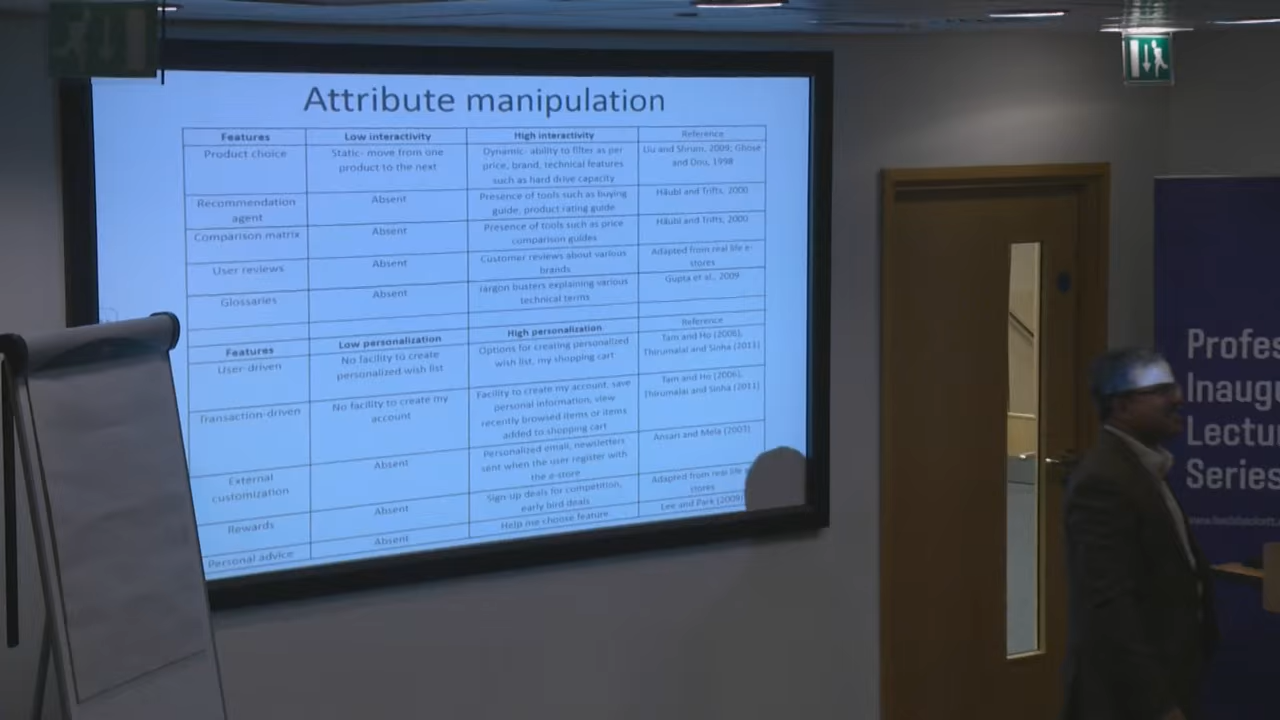 Attribute manipulation
Features Low interactivity High interactivity Reference
Product choice Static- move from one Dynamic- ability to filter as per Liu and Shrum, 2009; Ghose
product to the next price, brand, technical features and Dou, 1998
such as hard drive capacity
Recommendation Absent Presence of tools such as buying Häubl and Trifts, 2000
agent guide, product rating guide
Comparison matrix Absent Presence of tools such as price Häubl and Trifts, 2000
comparison guides
User reviews Absent Customer reviews about various Adapted from real life e-
brands stores
Glossaries Absent Jargon busters explaining various Gupta et al., 2009
technical terms
Features Low personalization High personalization Reference
User-driven No facility to create Options for creating personalized Tam and Ho (2006),
personalized wish list wish list, my shopping cart Thirumalai and Sinha (2011)
Transaction-driven No facility to create my Facility to create my account, save Tam and Ho (2006),
account personal information, view Thirumalai and Sinha (2011)
recently browsed items or items
added to shopping cart
External Absent Personalized email, newsletters Ansari and Mela (2003)
customization sent when the user register with
the e-store
Rewards Absent Sign up deals for competition, Adapted from real life
early bird deals stores
Personal advice Absent Help me choose feature Lee and Park (2009)
Profes
Inaugu
Lectur
Series